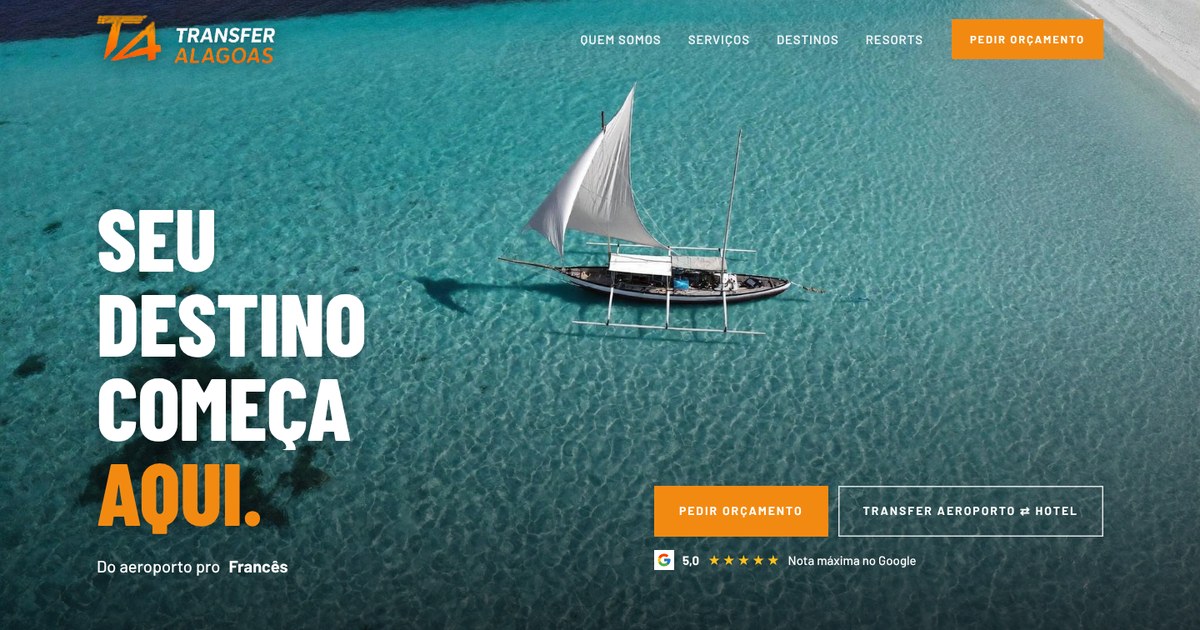 TA TRANSFER
ALAGOAS
QUEM SOMOS SERVIÇOS DESTINOS RESORTS PEDIR ORÇAMENTO
SEU
DESTINO
COMEÇA
AQUI.
Do aeroporto pro Francês
PEDIR ORÇAMENTO TRANSFER AEROPORTO ⇄ HOTEL
G 5,0 ★★★★★ Nota máxima no Google